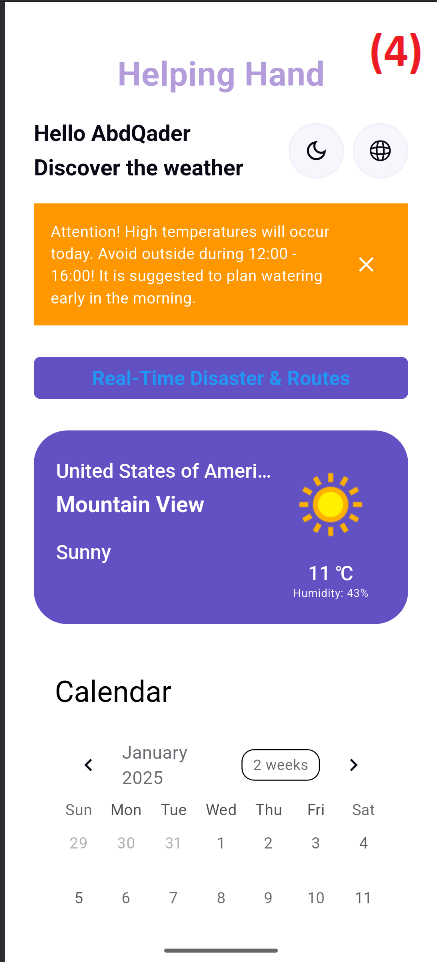 (4)
Helping Hand
Hello AbdQader
Discover the weather
Attention! High temperatures will occur
today. Avoid outside during 12:00 -
16:00! It is suggested to plan watering
early in the morning.
Real-Time Disaster & Routes
United States of Ameri...
Mountain View
Sunny
11 °C
Humidity: 43%
Calendar
January
2025
2 weeks
Sun Mon Tue Wed Thu Fri Sat
29 30 31 1 2 3 4
5 6 7 8 9 10 11